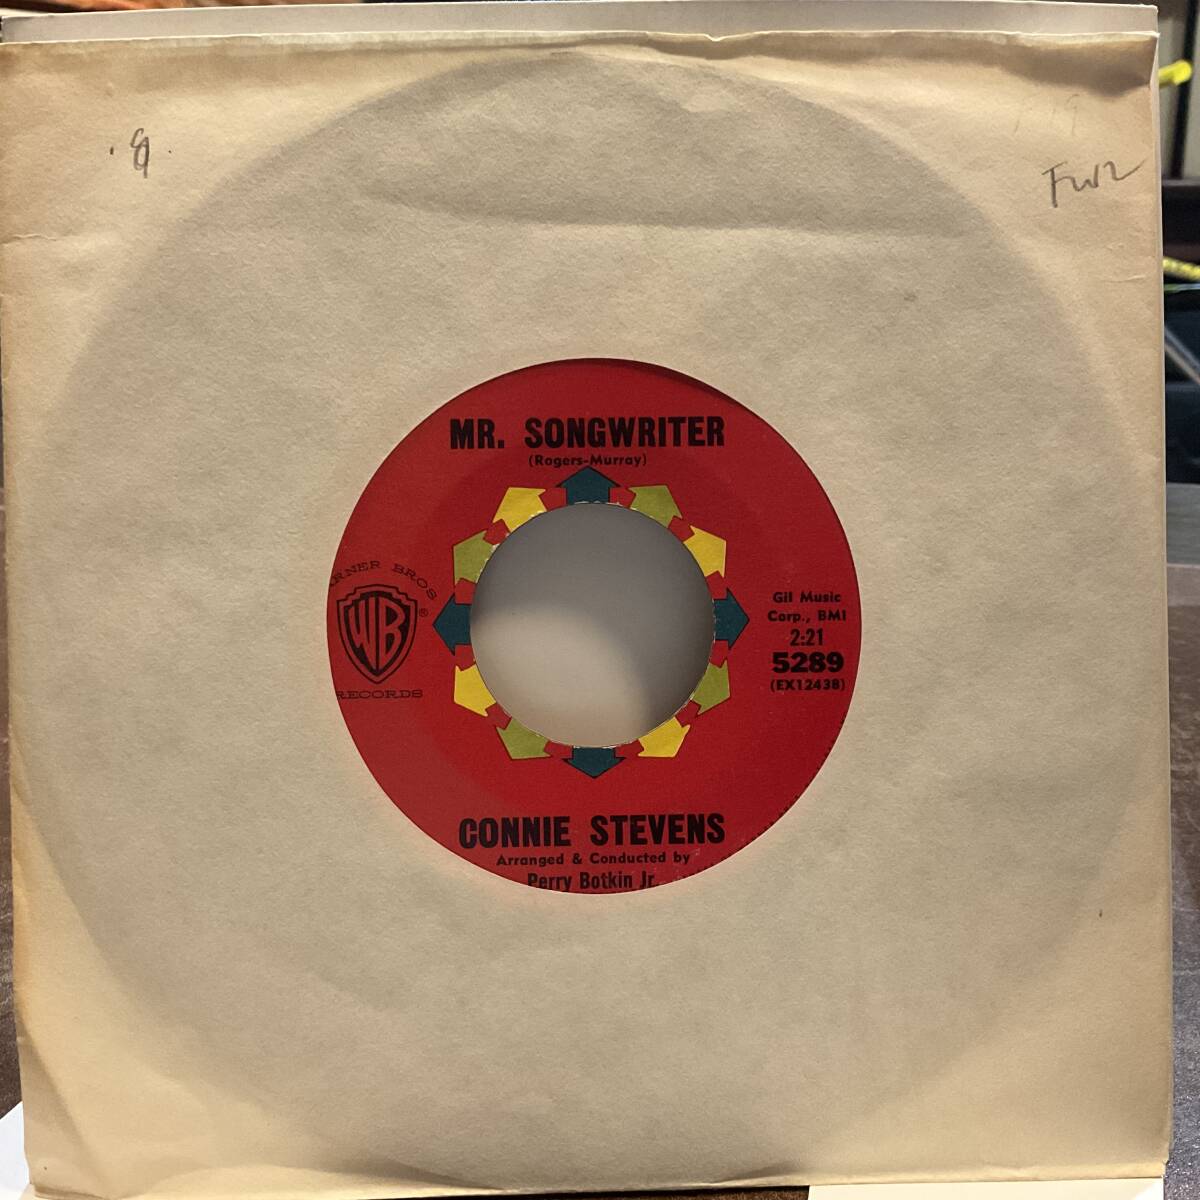 MR. SONGWRITER
(Rogers-Murray)
ARNER BROS
WB®
RECORDS
Gil Music
Corp., BMI
2:21
5289
(EX12438)
CONNIE STEVENS
Arranged & Conducted by
Perry Botkin Jr.